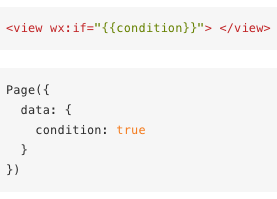 <view wx:if="{{condition}}"> </view>
Page({
  data: {
    condition: true
  }
})